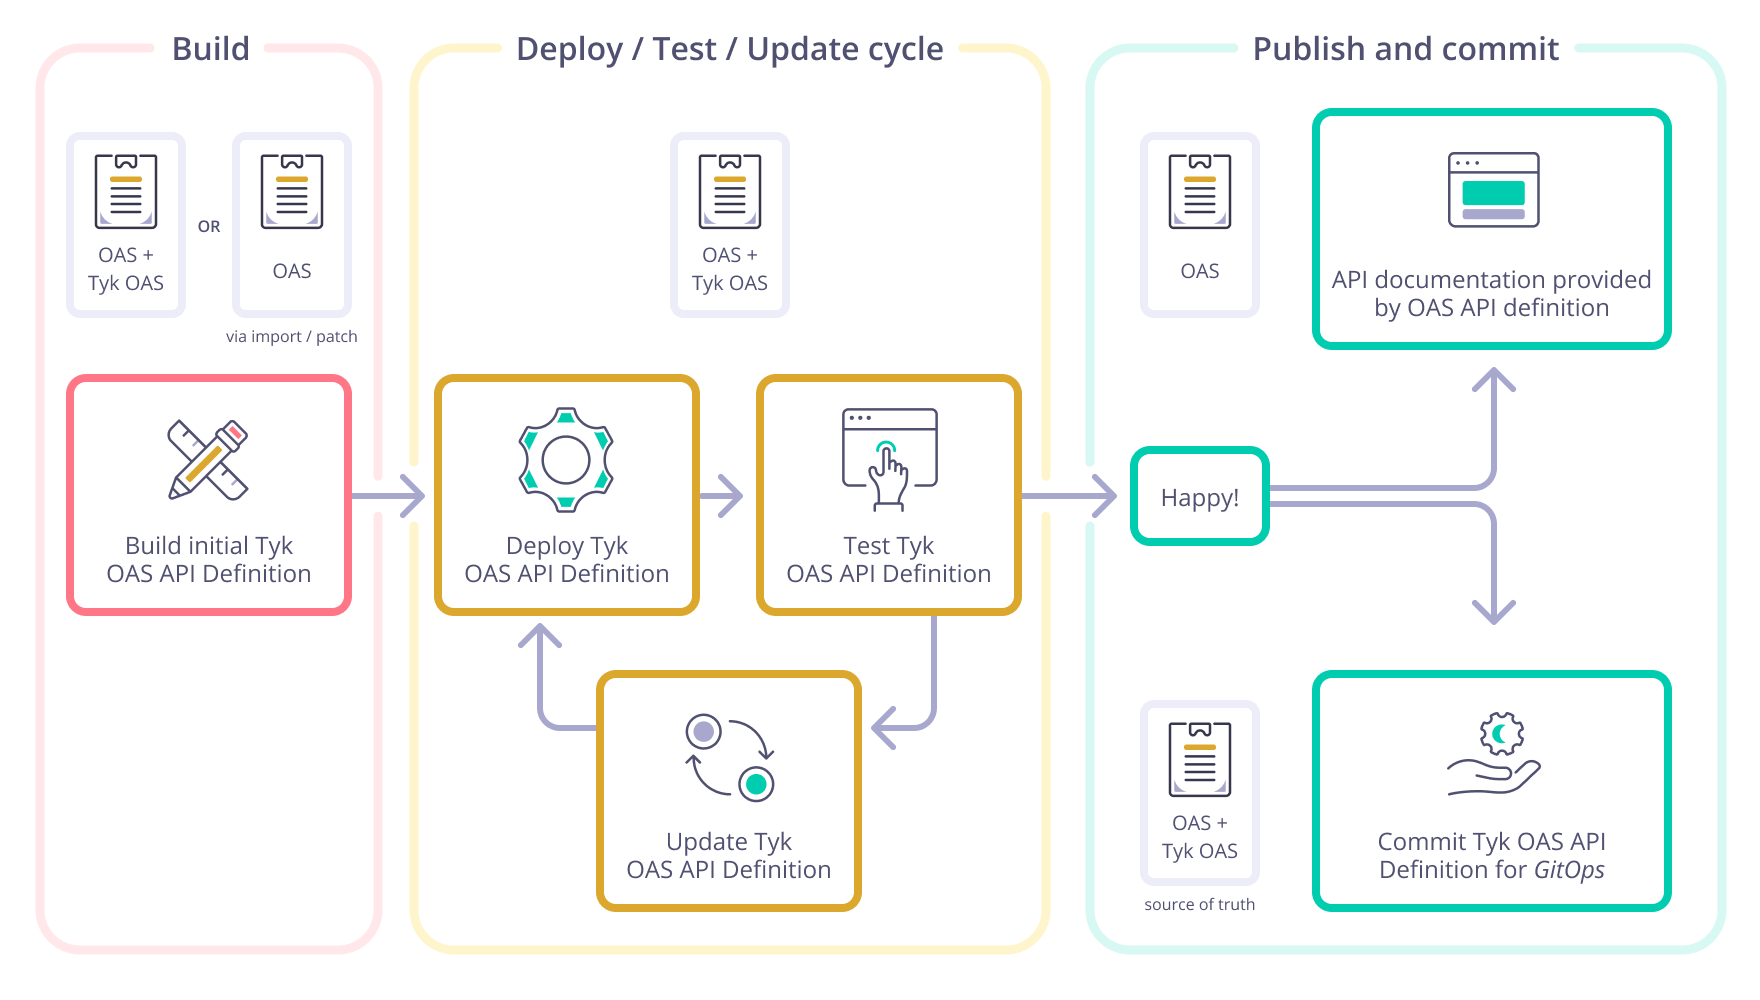 Build
OAS +
Tyk OAS
OR
OAS
via import / patch
Build initial Tyk
OAS API Definition
Deploy / Test / Update cycle
OAS +
Tyk OAS
Deploy Tyk
OAS API Definition
Test Tyk
OAS API Definition
Update Tyk
OAS API Definition
Publish and commit
OAS
API documentation provided
by OAS API definition
Happy!
OAS +
Tyk OAS
source of truth
Commit Tyk OAS API
Definition for GitOps